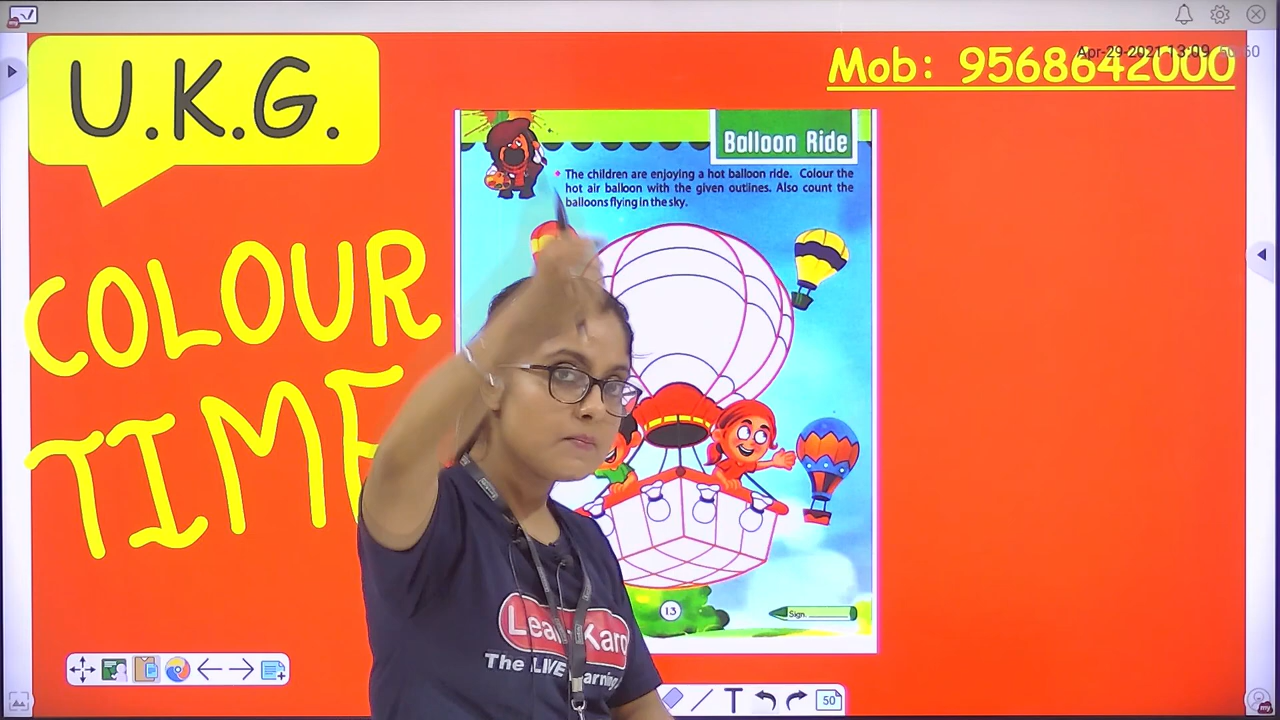 U.K.G.
Mob: 9568642000
Apr-29-2021 13:09
Balloon Ride
The children are enjoying a hot balloon ride. Colour the
hot air balloon with the given outlines. Also count the
balloons flying in the sky.
COLOUR
TIME
13
Sign.
The LIVE
T
50